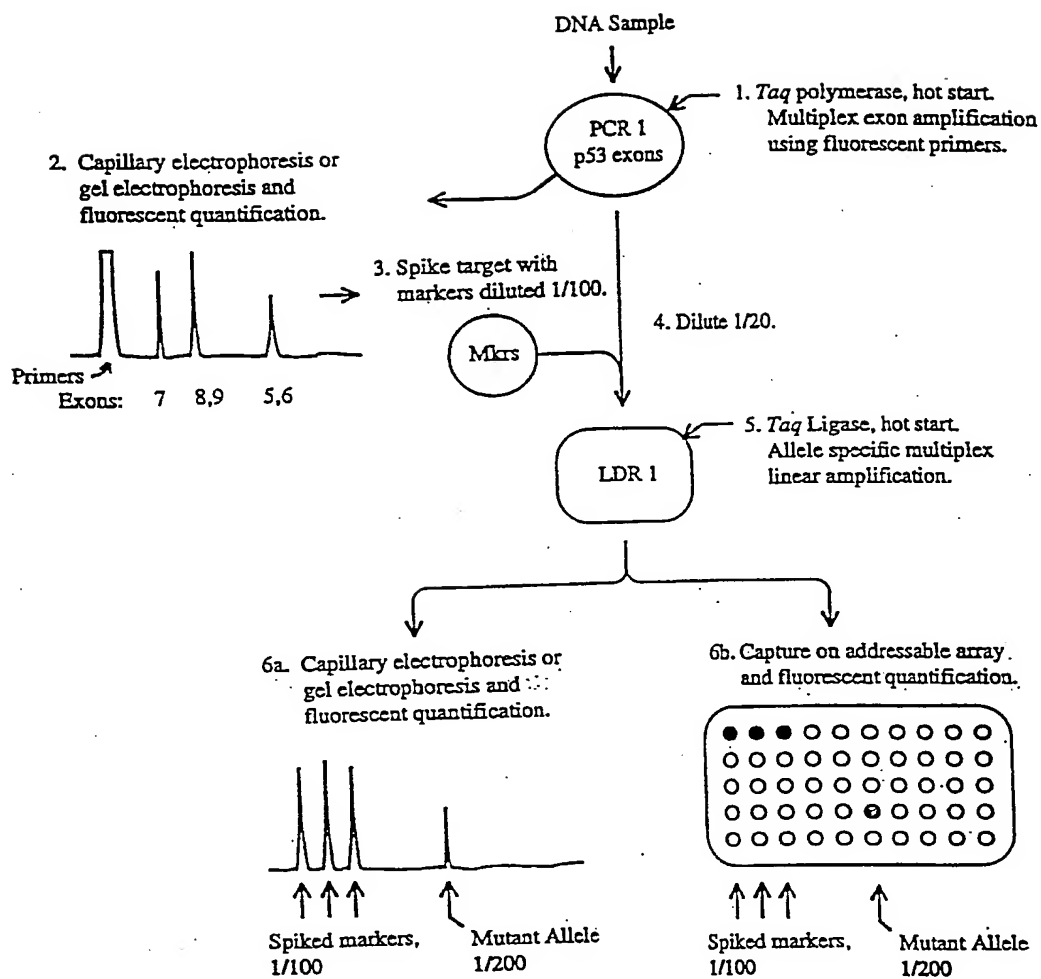 DNA Sample
1. Taq polymerase, hot start.
Multiplex exon amplification
using fluorescent primers.
PCR 1
p53 exons
2. Capillary electrophoresis or
gel electrophoresis and
fluorescent quantification.
3. Spike target with
markers diluted 1/100.
4. Dilute 1/20.
Mkrs
Primers
Exons: 7 8,9 5,6
5. Taq Ligase, hot start.
Allele specific multiplex
linear amplification.
LDR 1
6a. Capillary electrophoresis or
gel electrophoresis and
fluorescent quantification.
6b. Capture on addressable array
and fluorescent quantification.
Spiked markers,
1/100
Mutant Allele
1/200
Spiked markers,
1/100
Mutant Allele
1/200